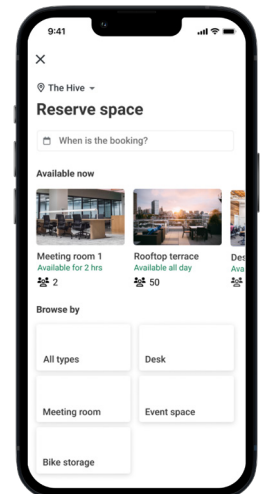 9:41
The Hive
Reserve space
When is the booking?
Available now
Meeting room 1
Available for 2 hrs
2
Rooftop terrace
Available all day
50
Browse by
All types
Desk
Meeting room
Event space
Bike storage